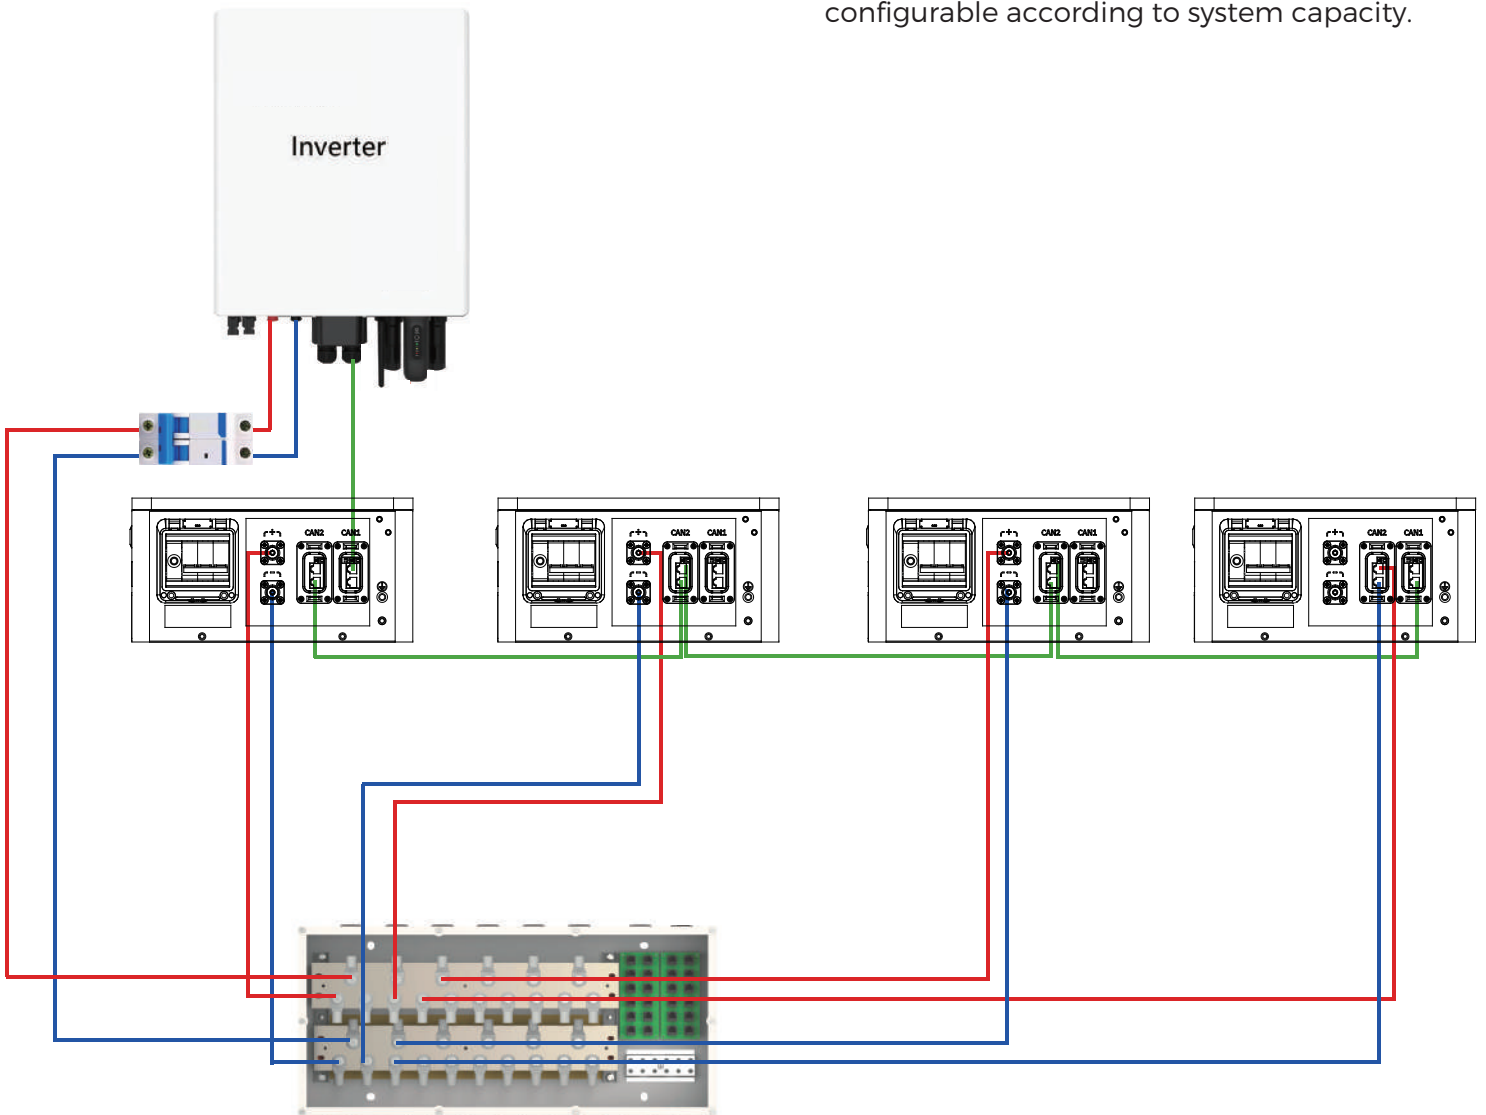 configurable according to system capacity.
Inverter
+ CAN2 CAN1
+ CAN2 CAN1
+ CAN2 CAN1
+ CAN2 CAN1